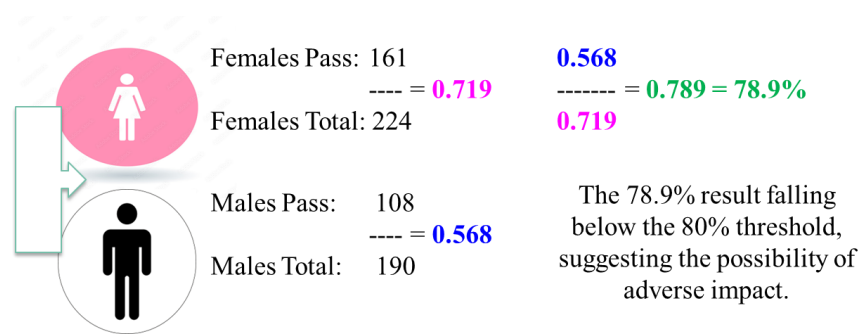 Females Pass: 161
---- = 0.719
Females Total: 224
0.568
------- = 0.789 = 78.9%
0.719
Males Pass: 108
---- = 0.568
Males Total: 190
The 78.9% result falling
below the 80% threshold,
suggesting the possibility of
adverse impact.